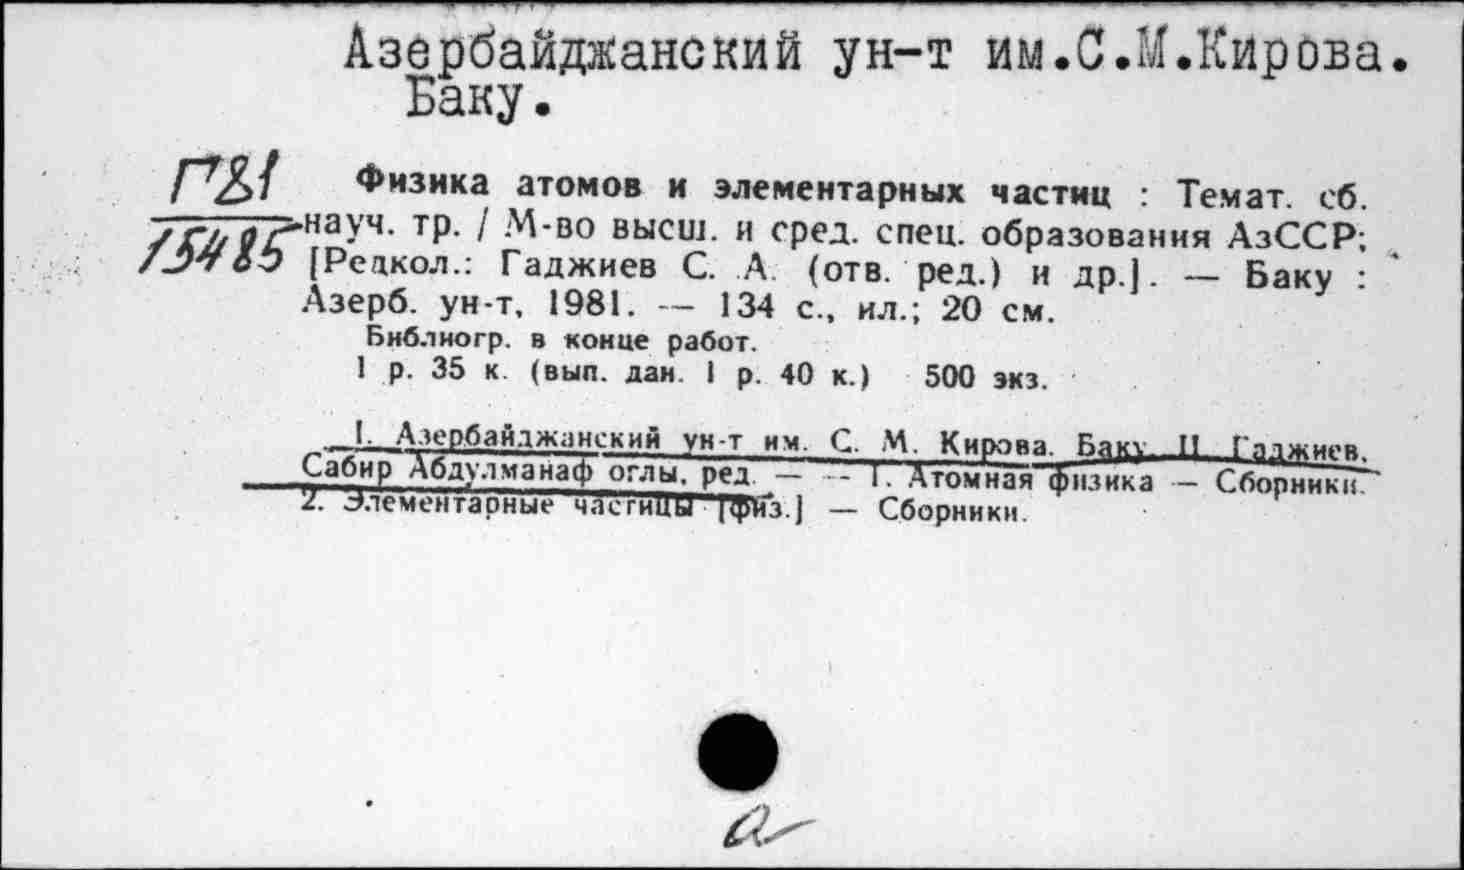 Азербайджанский ун-т им.С.М.Кирова.
Баку.
П81
15485
Физика атомов и элементарных частиц : Темат. сб.
науч. тр. / М-во высш. и сред. спец. образования АзССР;
[Редкол.: Гаджиев С. А. (отв. ред.) и др.]. — Баку :
Азерб. ун-т, 1981. — 134 с., ил.; 20 см.
Библиогр. в конце работ.
1 р. 35 к. (вып. дан. 1 р. 40 к.) 500 экз.
I. Азербайджанский ун-т им. С. М. Кирова. Баку. II. Гаджиев,
Сабир Абдулманаф оглы, ред. — — 1. Атомная физика — Сборники.
2. Элементарные частицы [физ.] — Сборники.